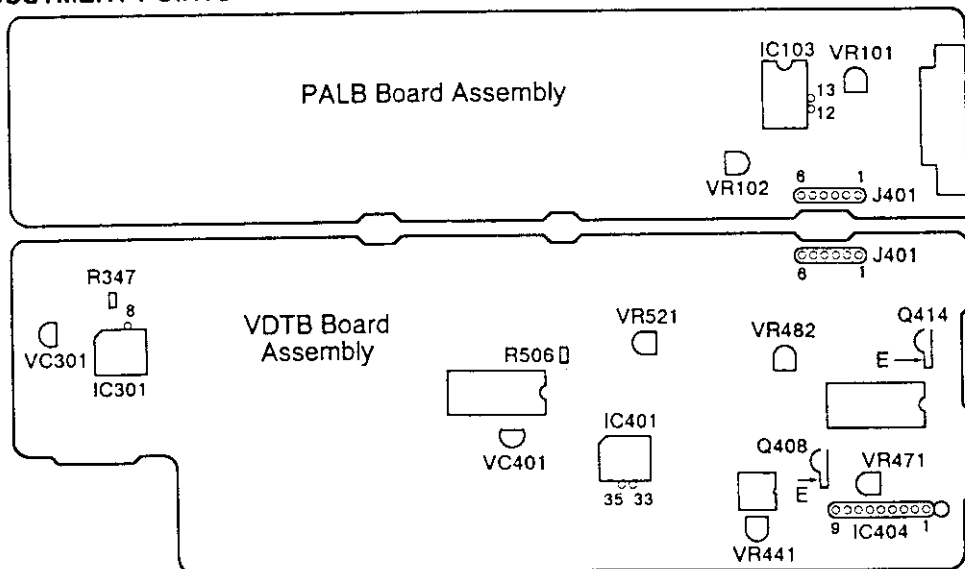 IC103
VR101
PALB Board Assembly
13
12
VR102
6 1
J401
6 1
J401
R347
8
VC301
IC301
VDTB Board
Assembly
VR521
VR482
Q414
E
R506
IC401
VC401
35 33
Q408
E
VR471
9 1
IC404
VR441